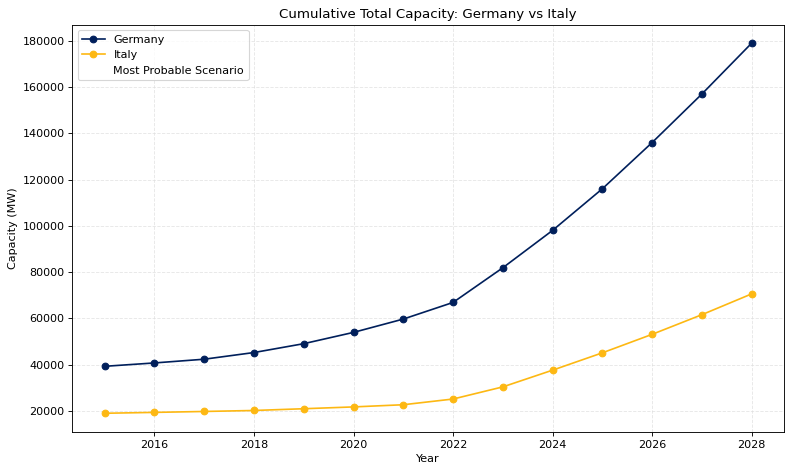 Cumulative Total Capacity: Germany vs Italy
Germany
Italy
Most Probable Scenario
180000
160000
140000
120000
100000
80000
60000
40000
20000
Capacity (MW)
2016
2018
2020
2022
2024
2026
2028
Year